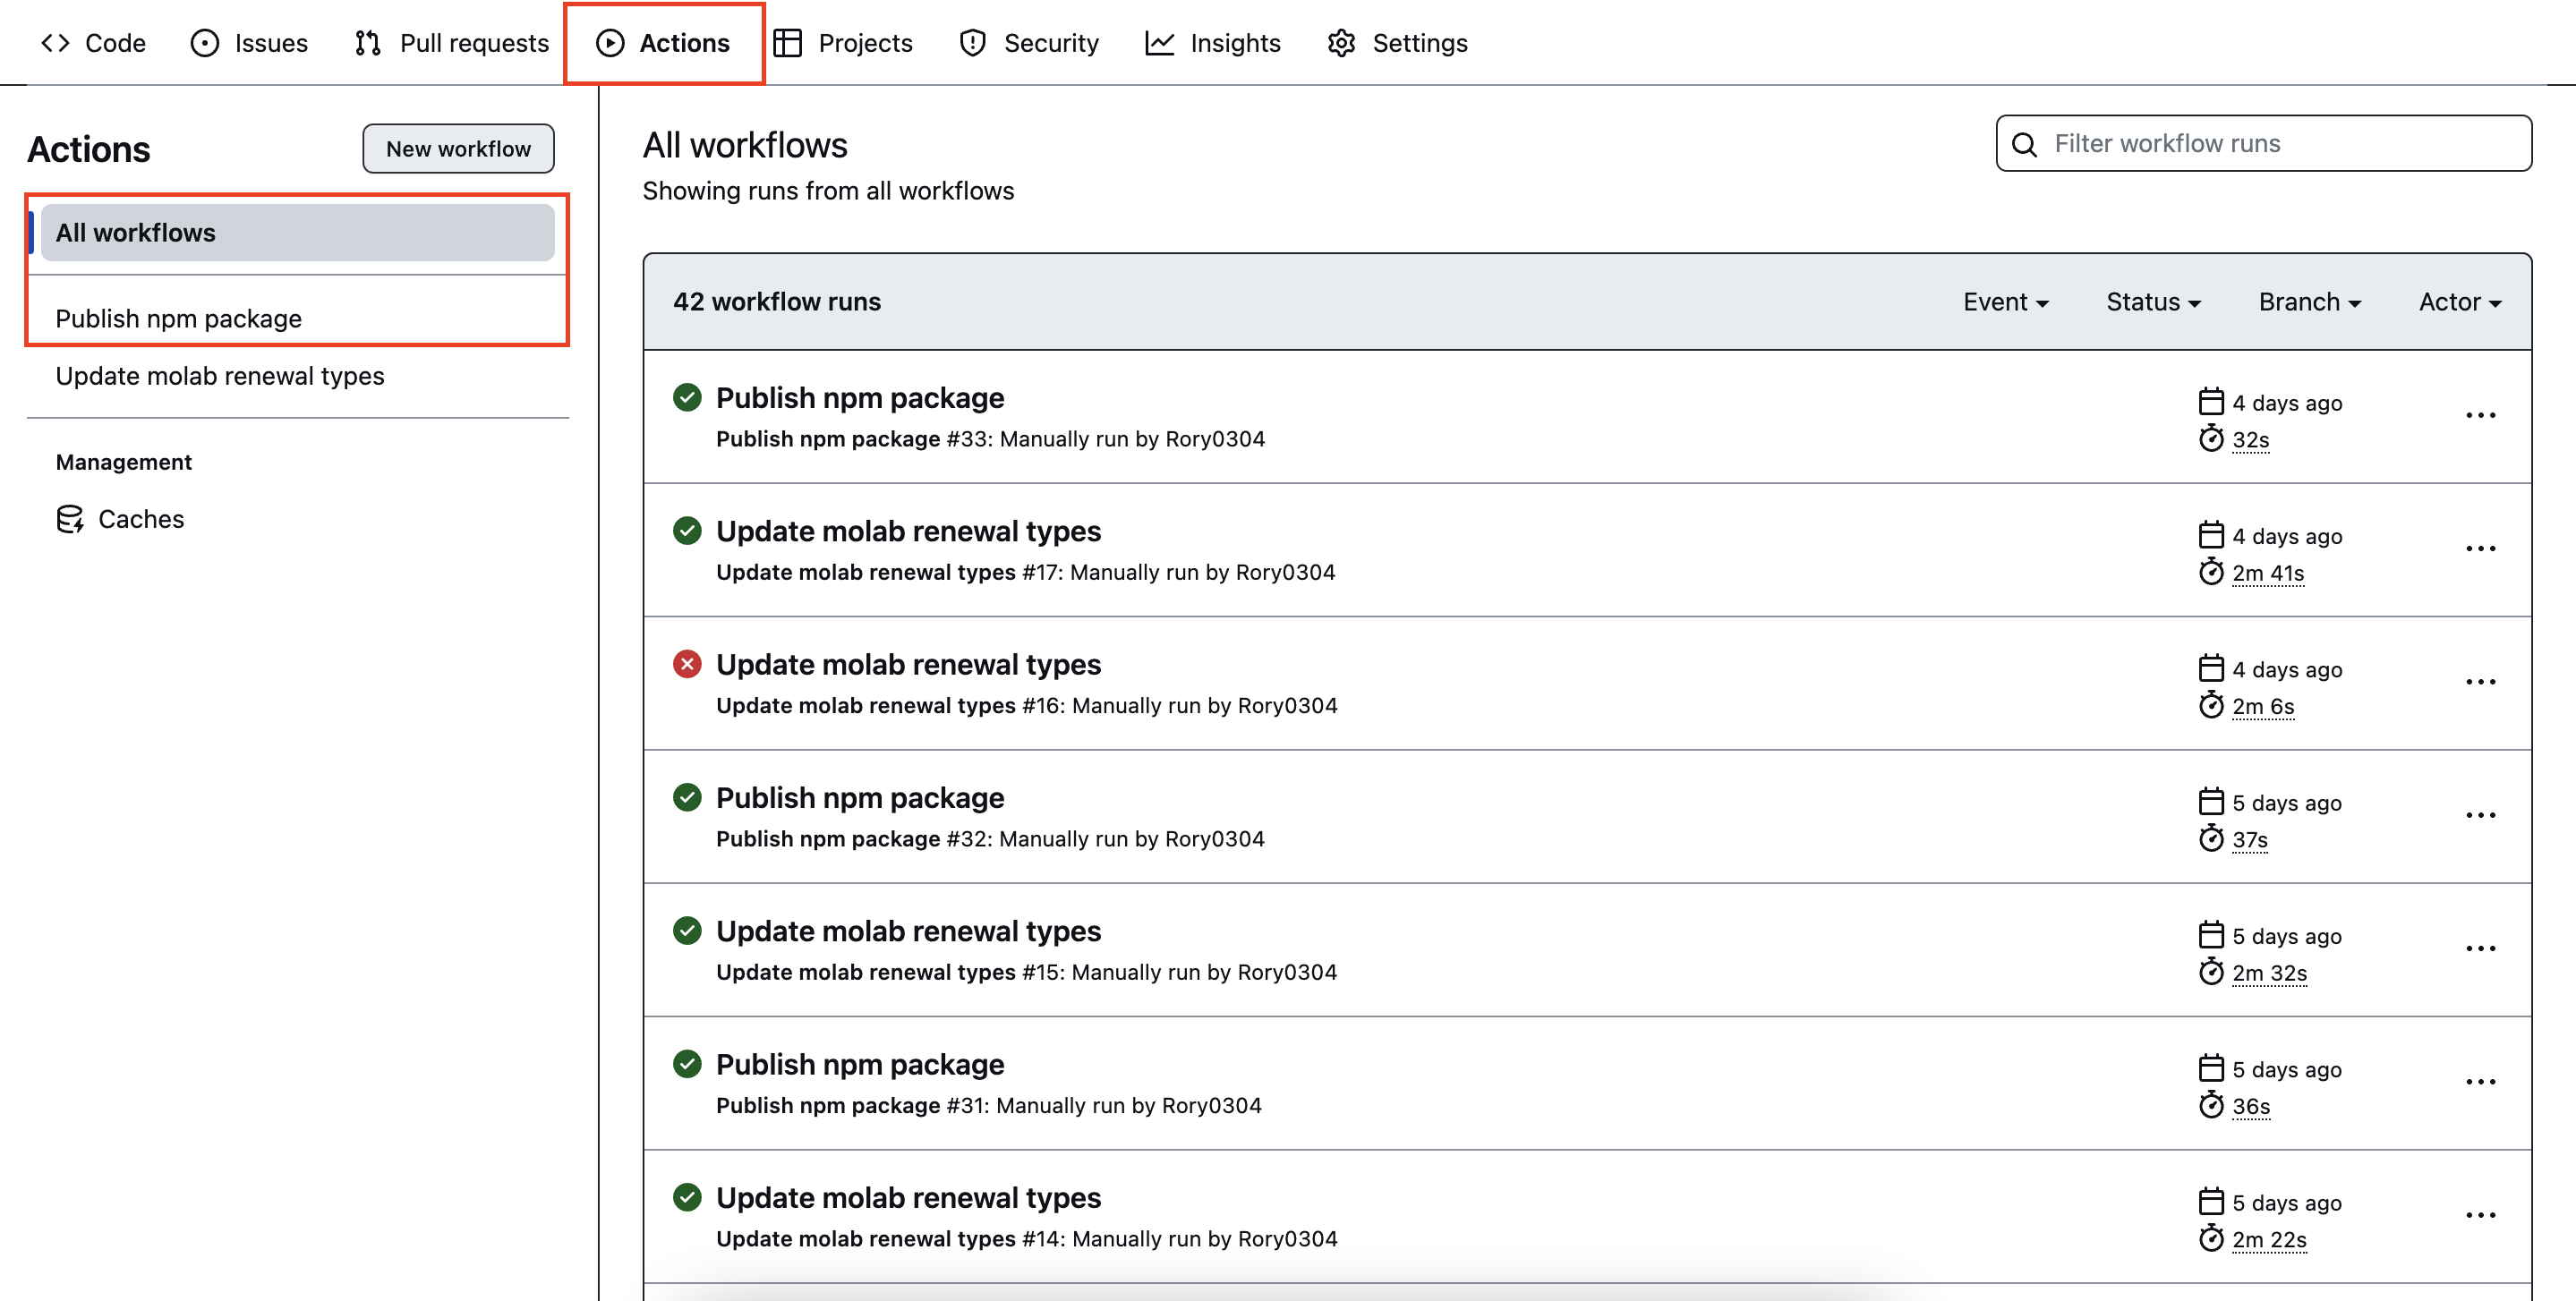 Code Issues Pull requests Actions Projects Security Insights Settings
Actions
New workflow
All workflows
Publish npm package
Update molab renewal types
Management
Caches
All workflows
Showing runs from all workflows
Filter workflow runs
42 workflow runs
Event Status Branch Actor
Publish npm package
Publish npm package #33: Manually run by Rory0304
4 days ago
32s
Update molab renewal types
Update molab renewal types #17: Manually run by Rory0304
4 days ago
2m 41s
Update molab renewal types
Update molab renewal types #16: Manually run by Rory0304
4 days ago
2m 6s
Publish npm package
Publish npm package #32: Manually run by Rory0304
5 days ago
37s
Update molab renewal types
Update molab renewal types #15: Manually run by Rory0304
5 days ago
2m 32s
Publish npm package
Publish npm package #31: Manually run by Rory0304
5 days ago
36s
Update molab renewal types
Update molab renewal types #14: Manually run by Rory0304
5 days ago
2m 22s